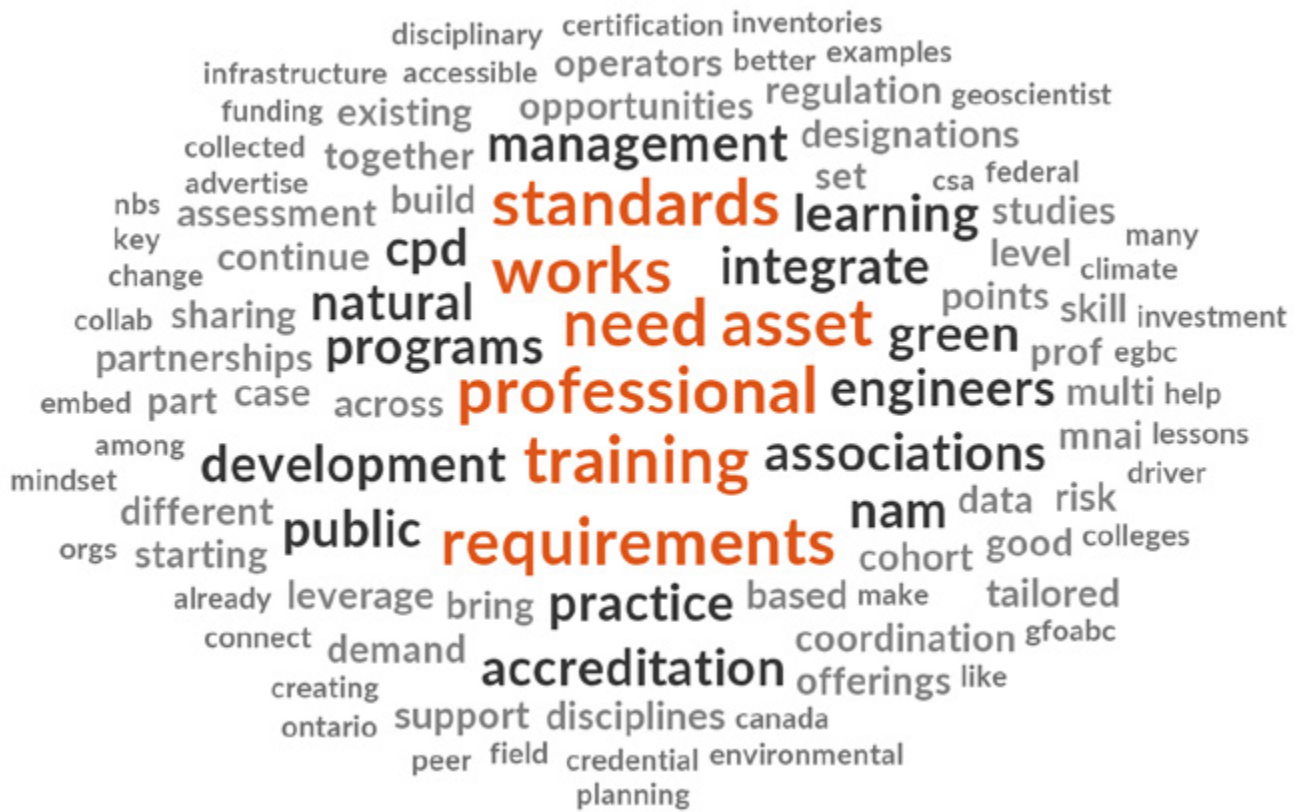 disciplinary certification inventories
infrastructure accessible operators better examples
funding existing opportunities regulation geoscientist
collected together management designations
advertise set csa federal
nbs assessment build standards learning studies
key continue cpd works integrate level many
change climate
collab sharing natural need asset points skill investment
partnerships programs green prof egbc
embed part case across professional engineers multi help
among development training associations mnai lessons
mindset driver
different public nam data risk
orgs starting requirements cohort good colleges
already leverage bring practice based make tailored
connect demand coordination gfoabc
creating accreditation offerings like
ontario support disciplines canada
peer field credential environmental
planning